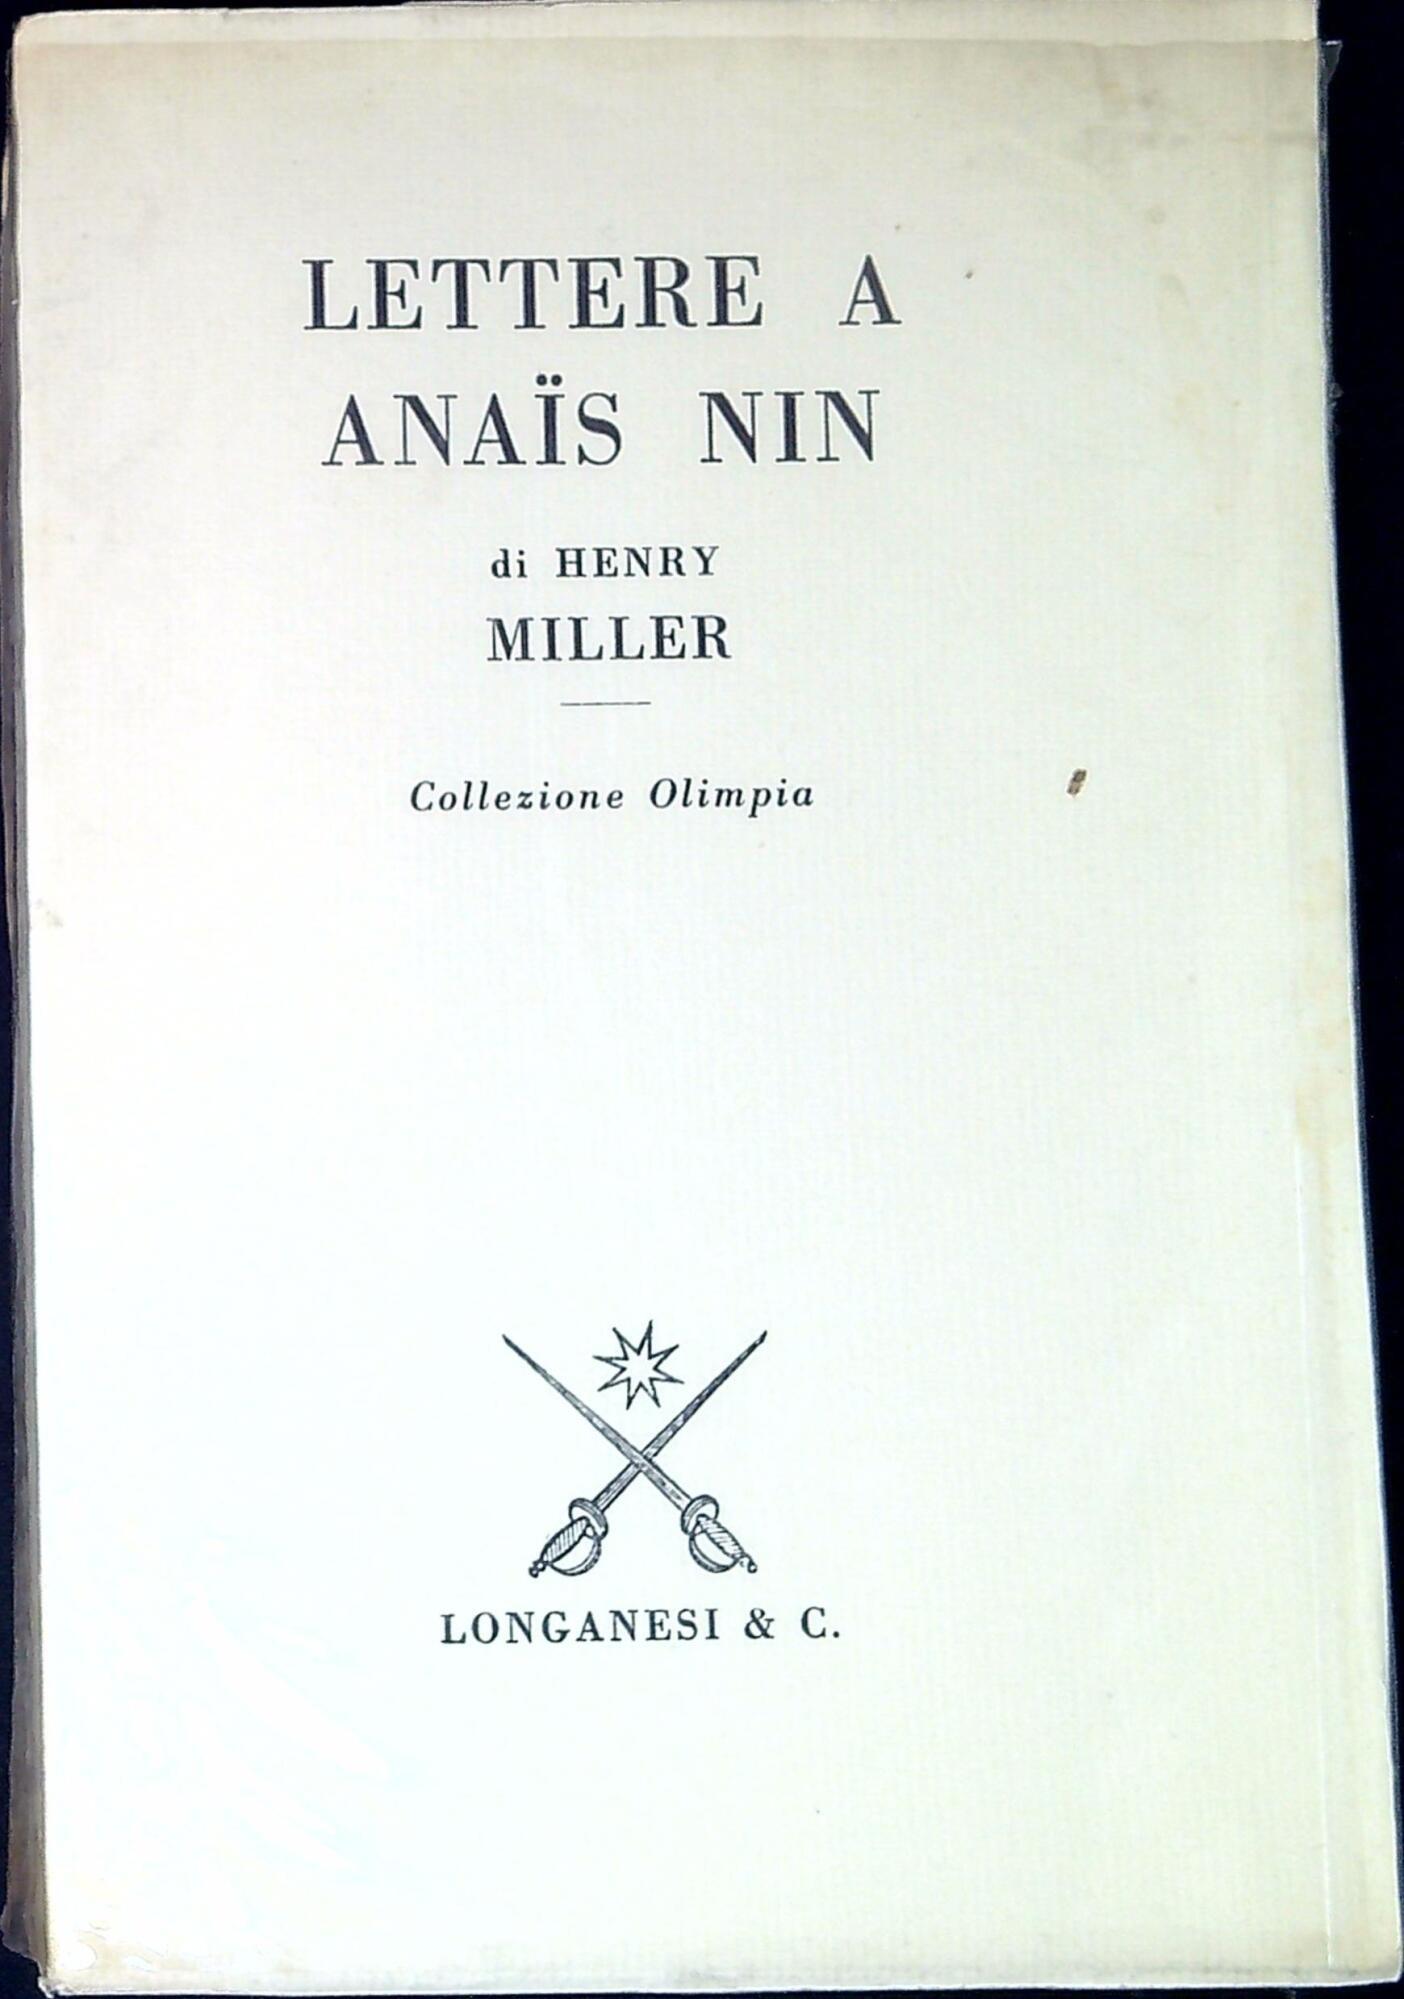 LETTERE A
ANAÏS NIN
di HENRY
MILLER
Collezione Olimpia
LONGANESI & C.